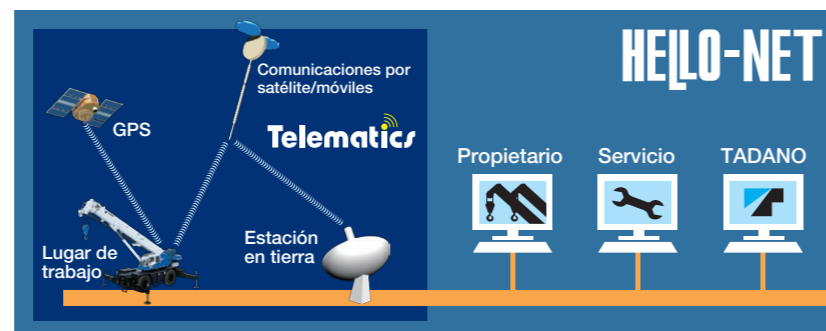 HELLO-NET
Comunicaciones por
satélite/móviles
GPS
Telematics
Propietario
Servicio
TADANO
Lugar de
trabajo
Estación
en tierra